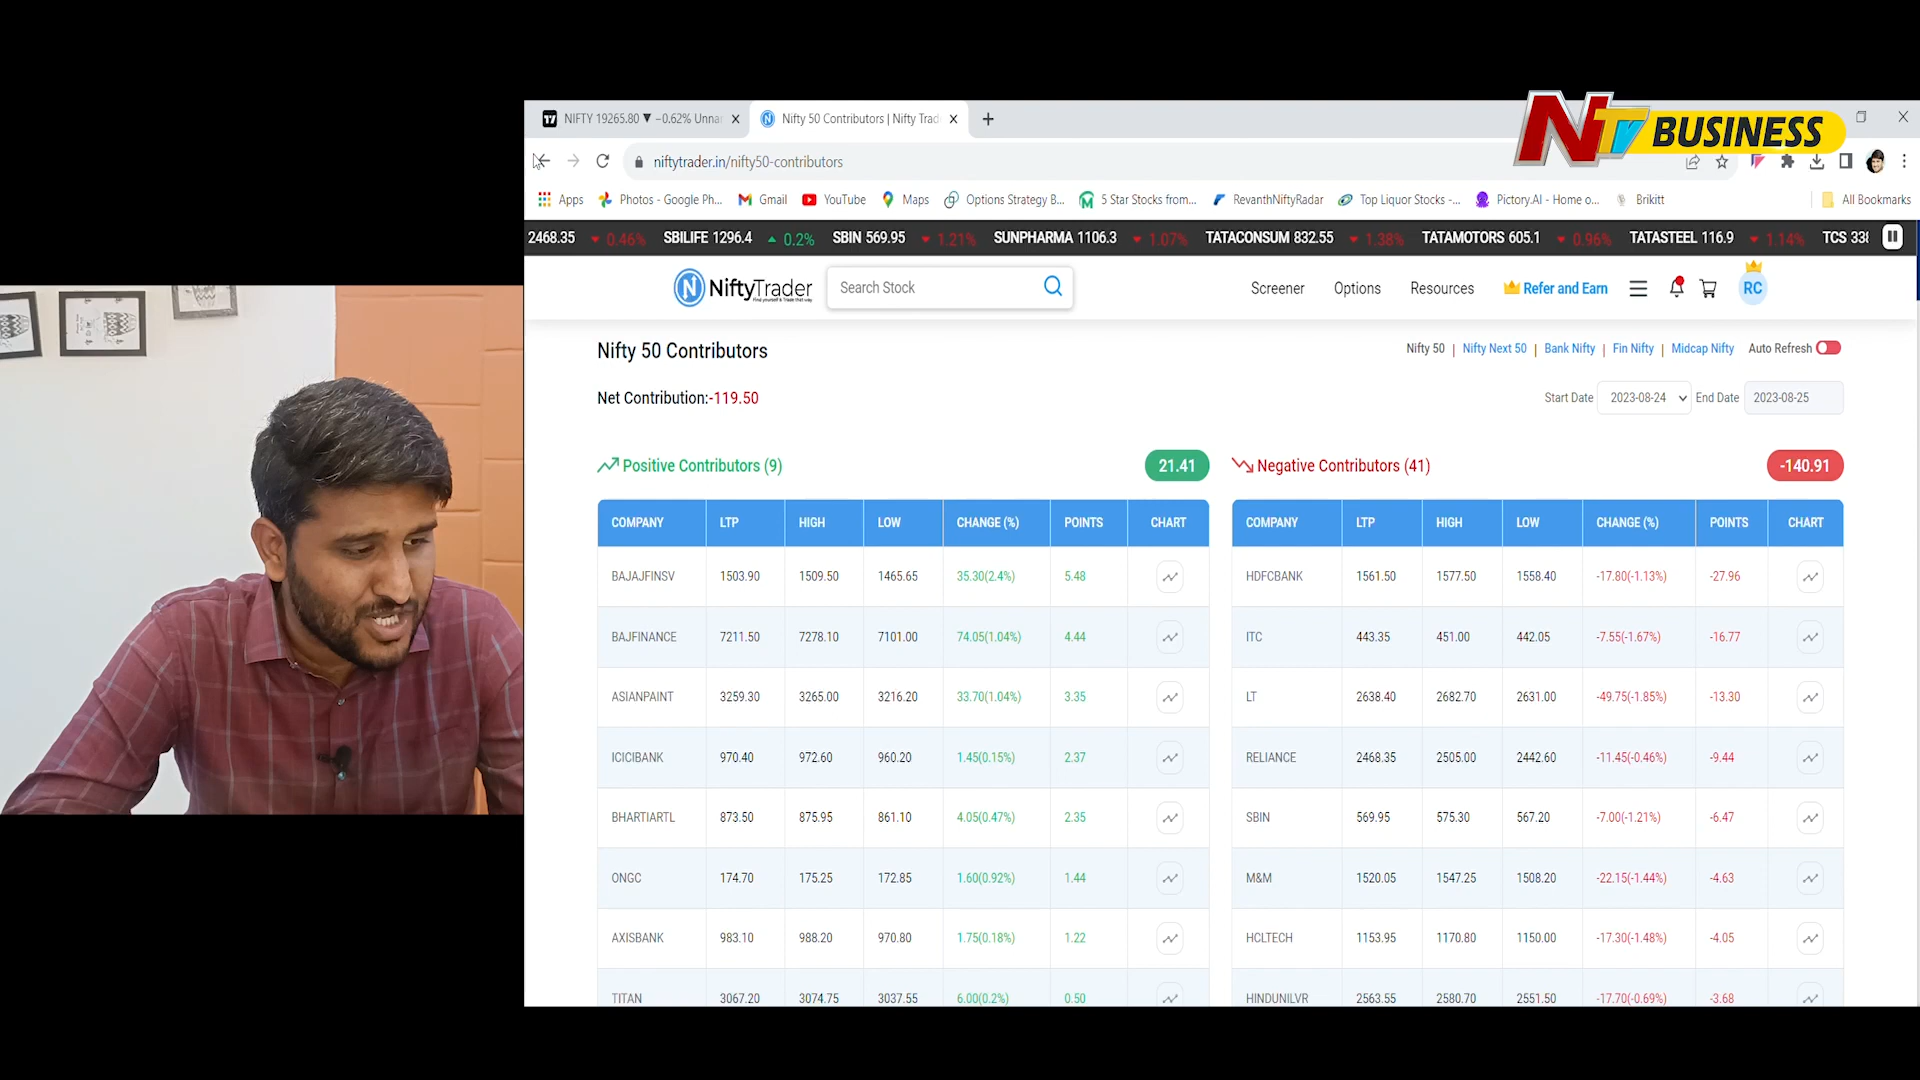 NTV BUSINESS
NIFTY 19265.80 ▼ −0.62% Unna
Nifty 50 Contributors | Nifty Trad
niftytrader.in/nifty50-contributors
Apps Photos - Google Ph... Gmail YouTube Maps Options Strategy B... 5 Star Stocks from... RevanthNiftyRadar Top Liquor Stocks -... Pictory.AI - Home o... Brikitt All Bookmarks
2468.35 ▼ 0.46% SBILIFE 1296.4 ▲ 0.2% SBIN 569.95 ▼ 1.21% SUNPHARMA 1106.3 ▼ 1.07% TATACONSUM 832.55 ▼ 1.38% TATAMOTORS 605.1 ▼ 0.96% TATASTEEL 116.9 ▼ 1.14% TCS 338
N NiftyTrader Search Stock Screener Options Resources Refer and Earn RC
Nifty 50 Contributors
Nifty 50 | Nifty Next 50 | Bank Nifty | Fin Nifty | Midcap Nifty Auto Refresh
Net Contribution:-119.50
Start Date 2023-08-24 End Date 2023-08-25
Positive Contributors (9) 21.41
COMPANY LTP HIGH LOW CHANGE (%) POINTS CHART
BAJAJFINSV 1503.90 1509.50 1465.65 35.30(2.4%) 5.48
BAJFINANCE 7211.50 7278.10 7101.00 74.05(1.04%) 4.44
ASIANPAINT 3259.30 3265.00 3216.20 33.70(1.04%) 3.35
ICICIBANK 970.40 972.60 960.20 1.45(0.15%) 2.37
BHARTIARTL 873.50 875.95 861.10 4.05(0.47%) 2.35
ONGC 174.70 175.25 172.85 1.60(0.92%) 1.44
AXISBANK 983.10 988.20 970.80 1.75(0.18%) 1.22
TITAN 3067.20 3074.75 3037.55 6.00(0.2%) 0.50
Negative Contributors (41) -140.91
COMPANY LTP HIGH LOW CHANGE (%) POINTS CHART
HDFCBANK 1561.50 1577.50 1558.40 -17.80(-1.13%) -27.96
ITC 443.35 451.00 442.05 -7.55(-1.67%) -16.77
LT 2638.40 2682.70 2631.00 -49.75(-1.85%) -13.30
RELIANCE 2468.35 2505.00 2442.60 -11.45(-0.46%) -9.44
SBIN 569.95 575.30 567.20 -7.00(-1.21%) -6.47
M&M 1520.05 1547.25 1508.20 -22.15(-1.44%) -4.63
HCLTECH 1153.95 1170.80 1150.00 -17.30(-1.48%) -4.05
HINDUNILVR 2563.55 2580.70 2551.50 -17.70(-0.69%) -3.68